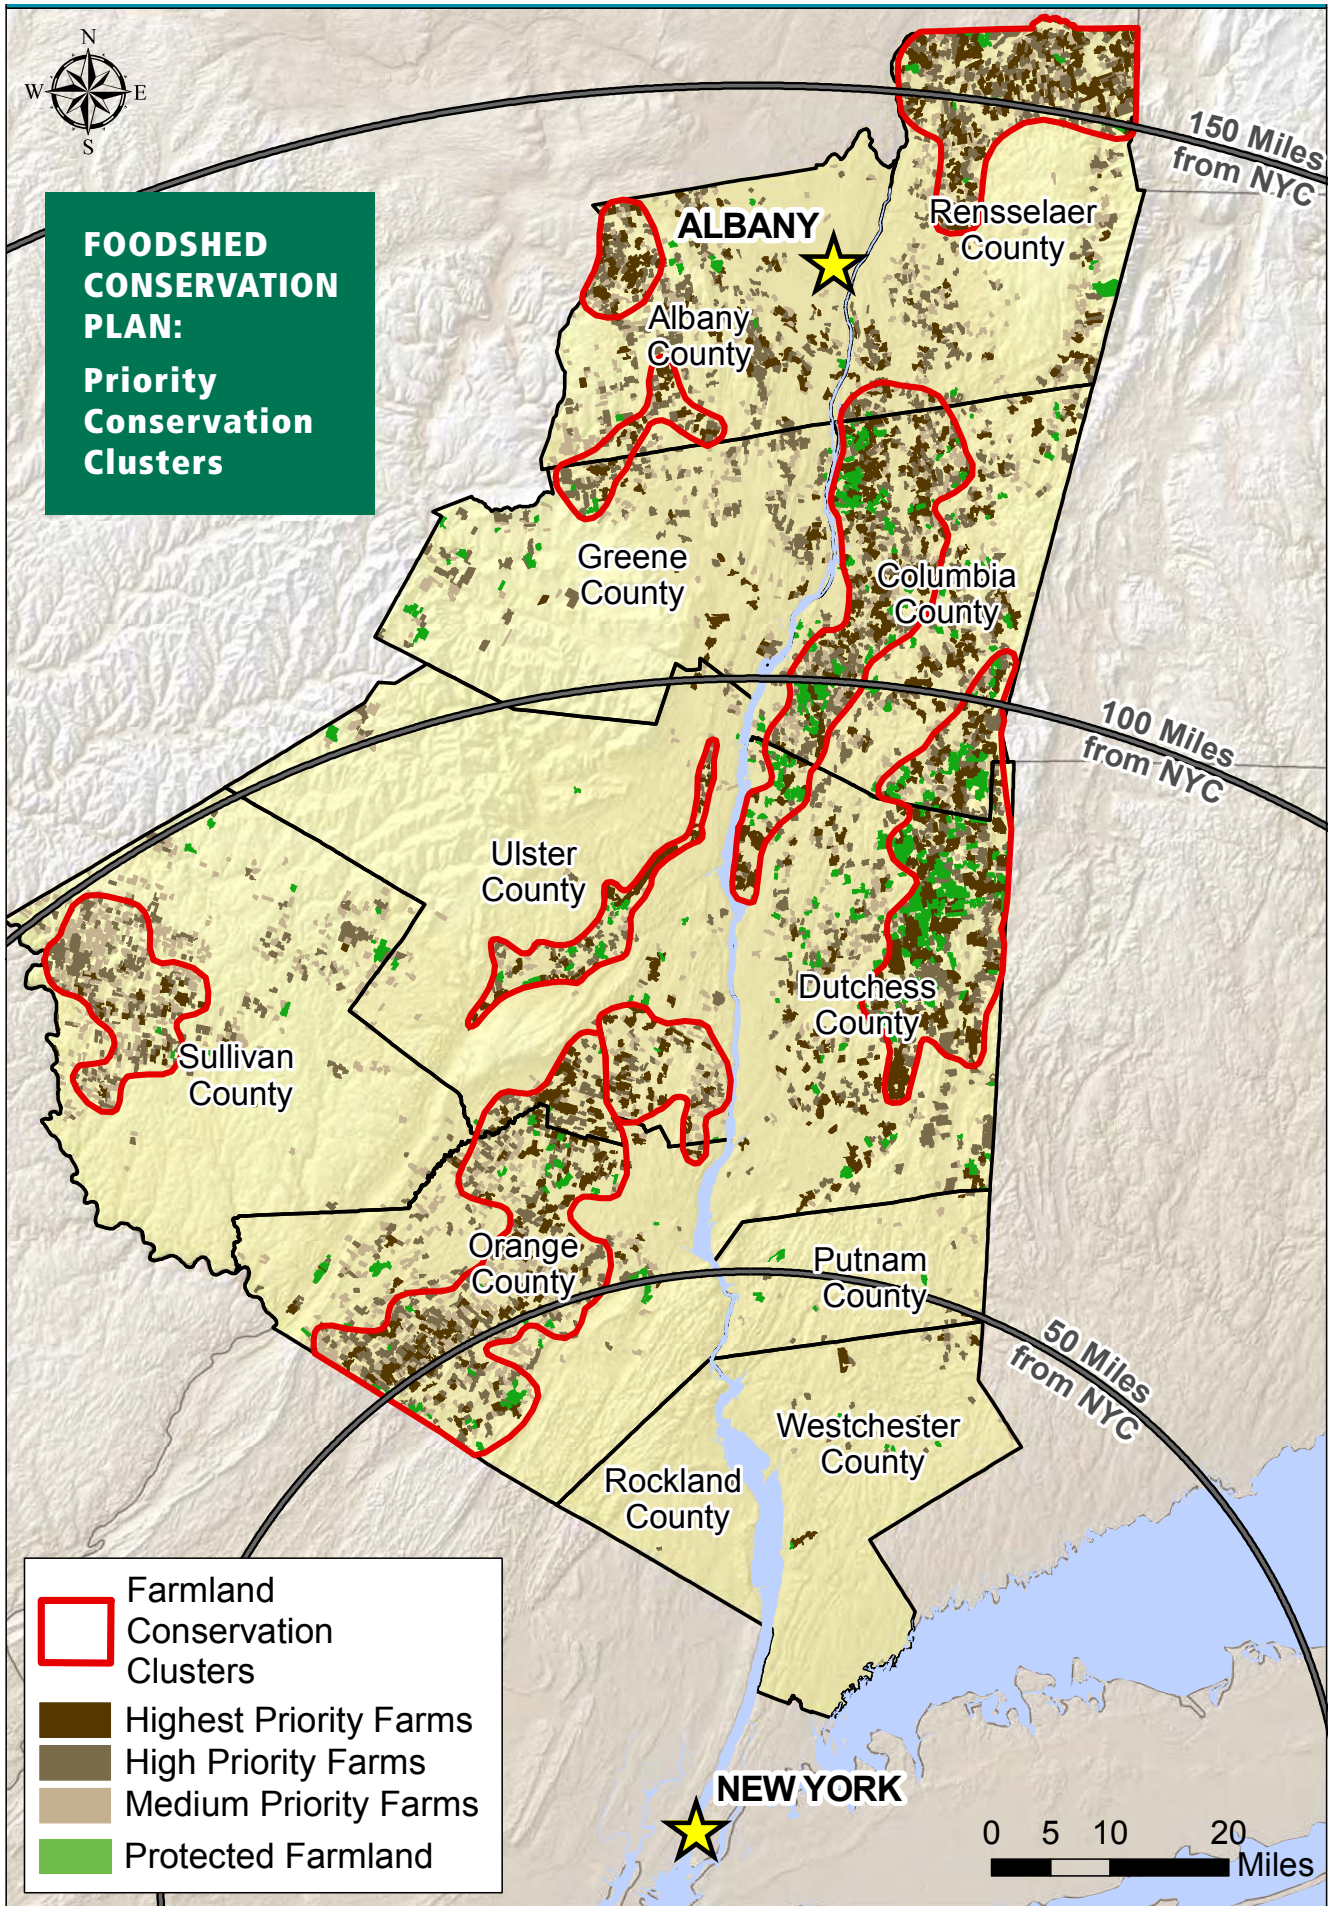 N
W
E
S
FOODSHED
CONSERVATION
PLAN:
Priority
Conservation
Clusters
150 Miles
from NYC
ALBANY
Rensselaer
County
Albany
County
Greene
County
Columbia
County
100 Miles
from NYC
Ulster
County
Dutchess
County
Sullivan
County
Orange
County
Putnam
County
50 Miles
from NYC
Westchester
County
Rockland
County
Farmland
Conservation
Clusters
Highest Priority Farms
High Priority Farms
Medium Priority Farms
Protected Farmland
NEW YORK
0 5 10 20
Miles